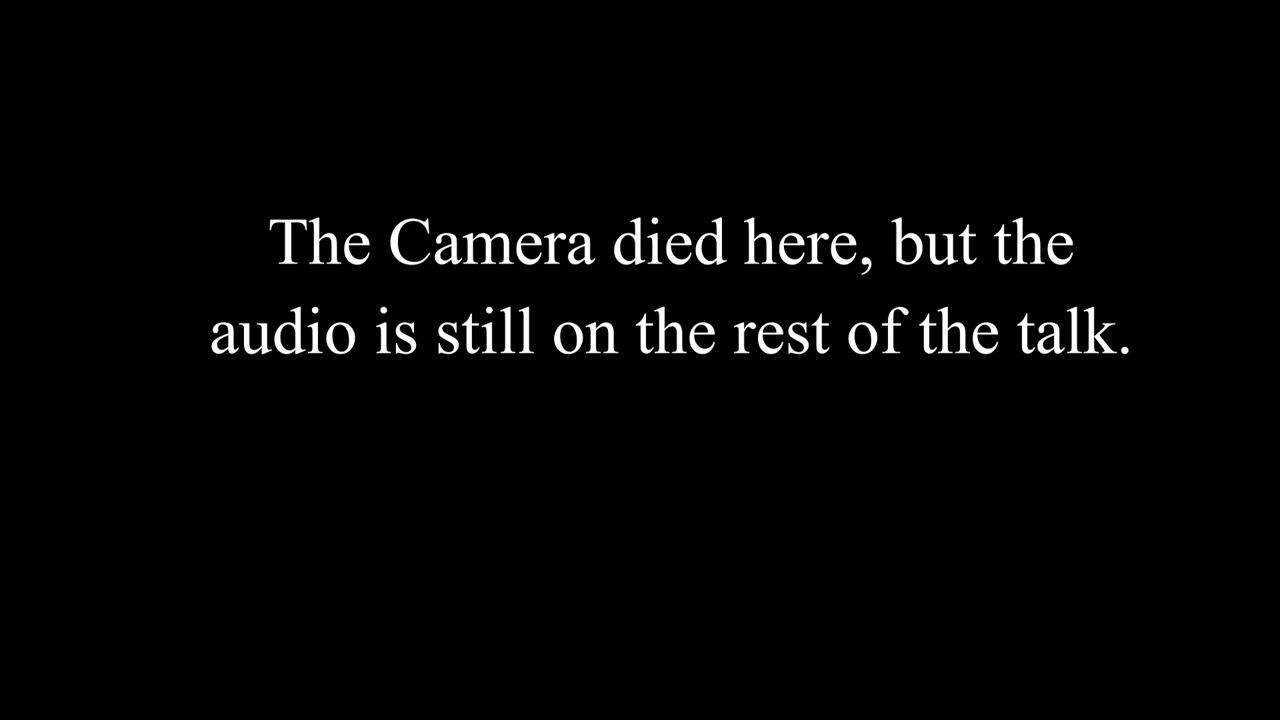 The Camera died here, but the
audio is still on the rest of the talk.